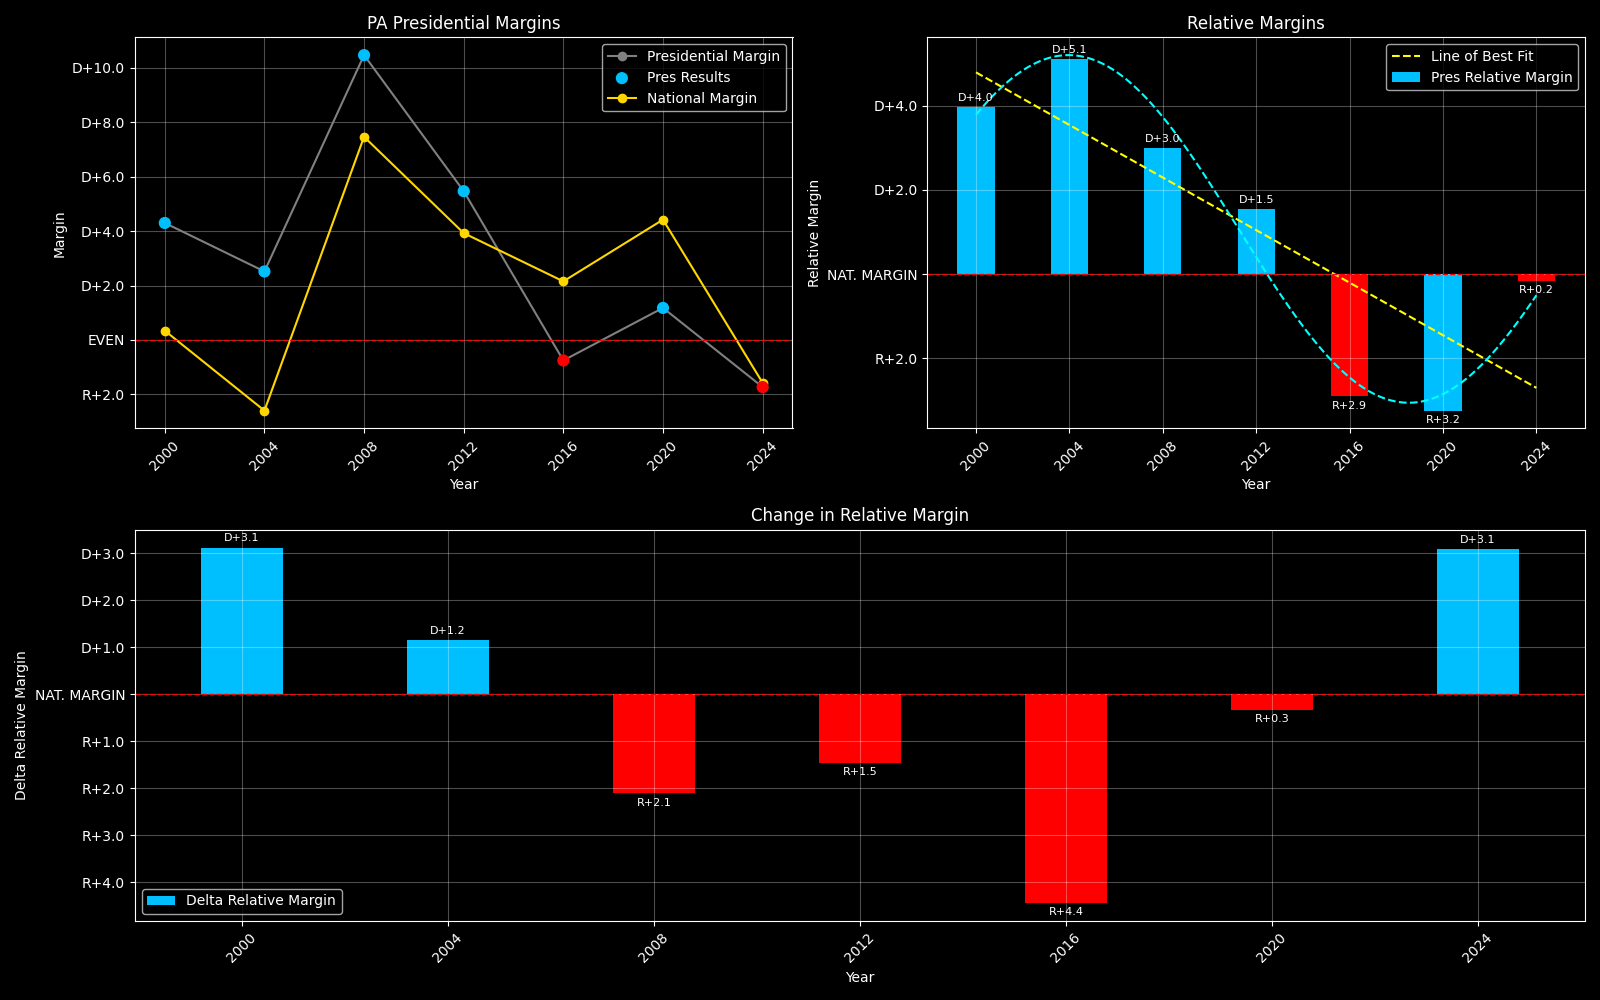 PA Presidential Margins
Presidential Margin
Pres Results
National Margin
D+10.0
D+8.0
D+6.0
D+4.0
D+2.0
EVEN
R+2.0
Margin
2000
2004
2008
2012
2016
2020
2024
Year
Relative Margins
Line of Best Fit
Pres Relative Margin
D+4.0
D+2.0
NAT. MARGIN
R+2.0
Relative Margin
D+4.0
D+5.1
D+3.0
D+1.5
R+2.9
R+3.2
R+0.2
2000
2004
2008
2012
2016
2020
2024
Year
Change in Relative Margin
D+3.0
D+2.0
D+1.0
NAT. MARGIN
R+1.0
R+2.0
R+3.0
R+4.0
Delta Relative Margin
D+3.1
D+1.2
R+2.1
R+1.5
R+4.4
R+0.3
D+3.1
Delta Relative Margin
2000
2004
2008
2012
2016
2020
2024
Year